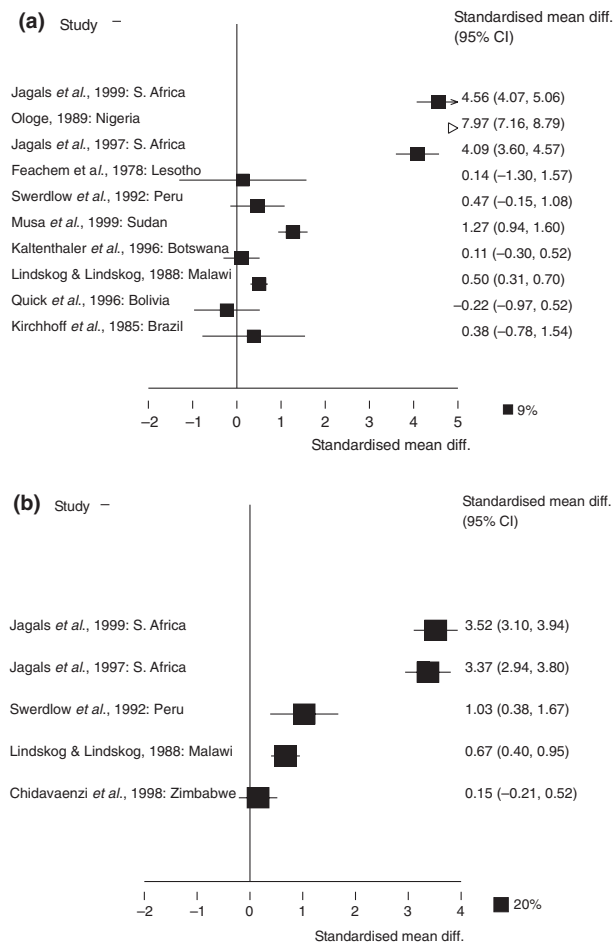 (a) Study –
Standardised mean diff.
(95% CI)
Jagals et al., 1999: S. Africa 4.56 (4.07, 5.06)
Ologe, 1989: Nigeria 7.97 (7.16, 8.79)
Jagals et al., 1997: S. Africa 4.09 (3.60, 4.57)
Feachem et al., 1978: Lesotho 0.14 (–1.30, 1.57)
Swerdlow et al., 1992: Peru 0.47 (–0.15, 1.08)
Musa et al., 1999: Sudan 1.27 (0.94, 1.60)
Kaltenthaler et al., 1996: Botswana 0.11 (–0.30, 0.52)
Lindskog & Lindskog, 1988: Malawi 0.50 (0.31, 0.70)
Quick et al., 1996: Bolivia –0.22 (–0.97, 0.52)
Kirchhoff et al., 1985: Brazil 0.38 (–0.78, 1.54)
–2 –1 0 1 2 3 4 5
9%
Standardised mean diff.
(b) Study –
Standardised mean diff.
(95% CI)
Jagals et al., 1999: S. Africa 3.52 (3.10, 3.94)
Jagals et al., 1997: S. Africa 3.37 (2.94, 3.80)
Swerdlow et al., 1992: Peru 1.03 (0.38, 1.67)
Lindskog & Lindskog, 1988: Malawi 0.67 (0.40, 0.95)
Chidavaenzi et al., 1998: Zimbabwe 0.15 (–0.21, 0.52)
–2 –1 0 1 2 3 4
20%
Standardised mean diff.